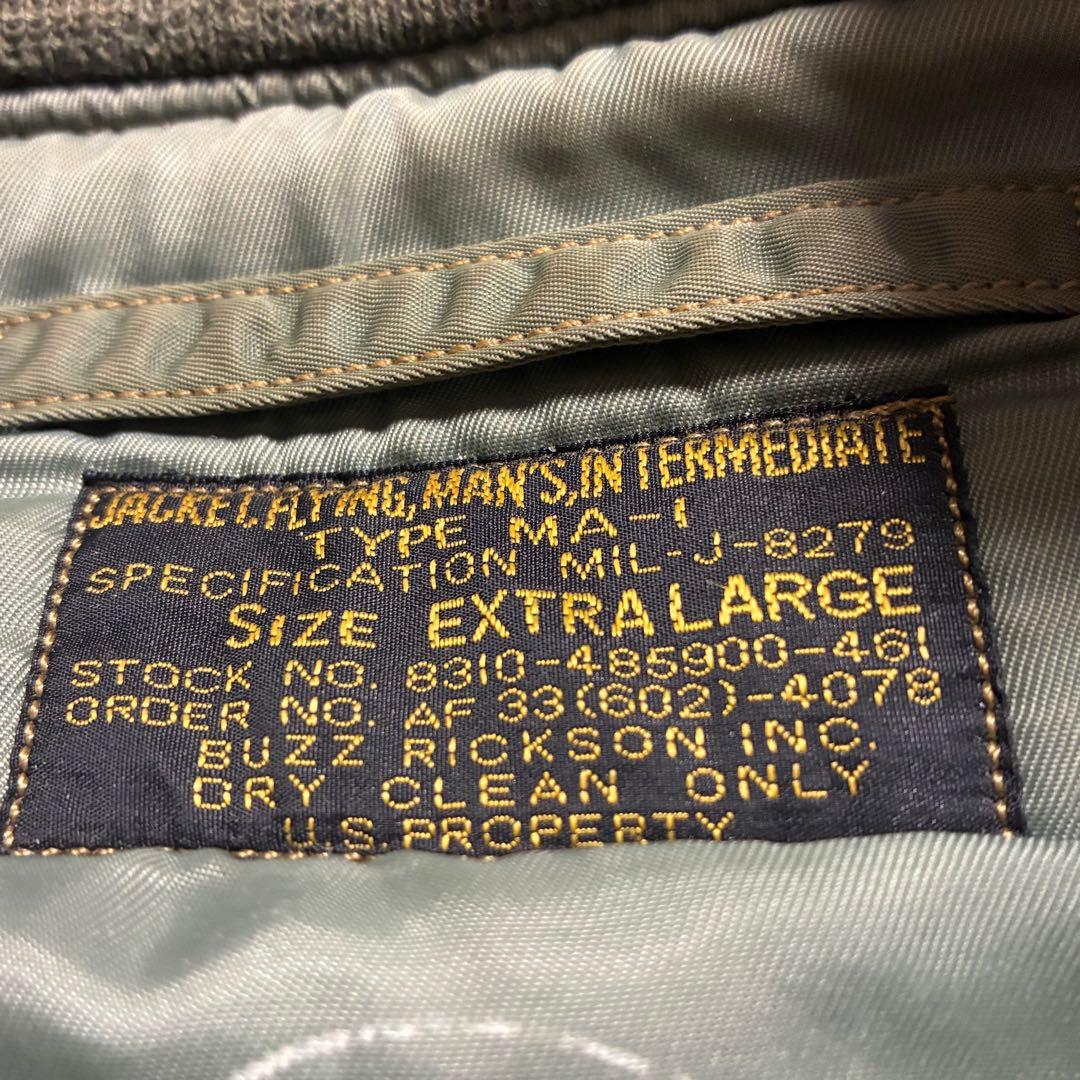 JACKET, FLYING, MAN'S, INTERMEDIATE
TYPE MA-1
SPECIFICATION MIL-J-8279
SIZE EXTRA LARGE
STOCK NO. 8310-485900-461
ORDER NO. AF 33(602)-4078
BUZZ RICKSON INC.
DRY CLEAN ONLY
U.S. PROPERTY